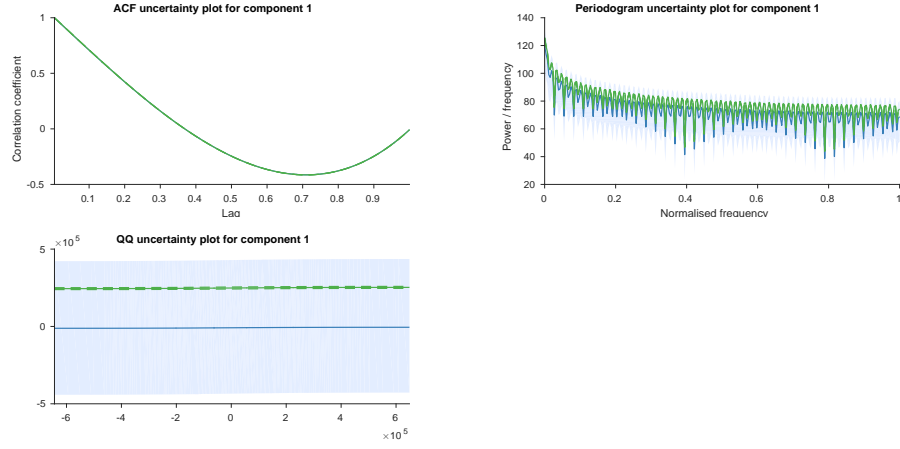 ACF uncertainty plot for component 1
1
0.5
0
-0.5
Correlation coefficient
0.1 0.2 0.3 0.4 0.5 0.6 0.7 0.8 0.9
Lag
Periodogram uncertainty plot for component 1
140
120
100
80
60
40
20
Power / frequency
0 0.2 0.4 0.6 0.8 1
Normalised frequency
QQ uncertainty plot for component 1
×10^5
5
0
-5
-6 -4 -2 0 2 4 6
×10^5